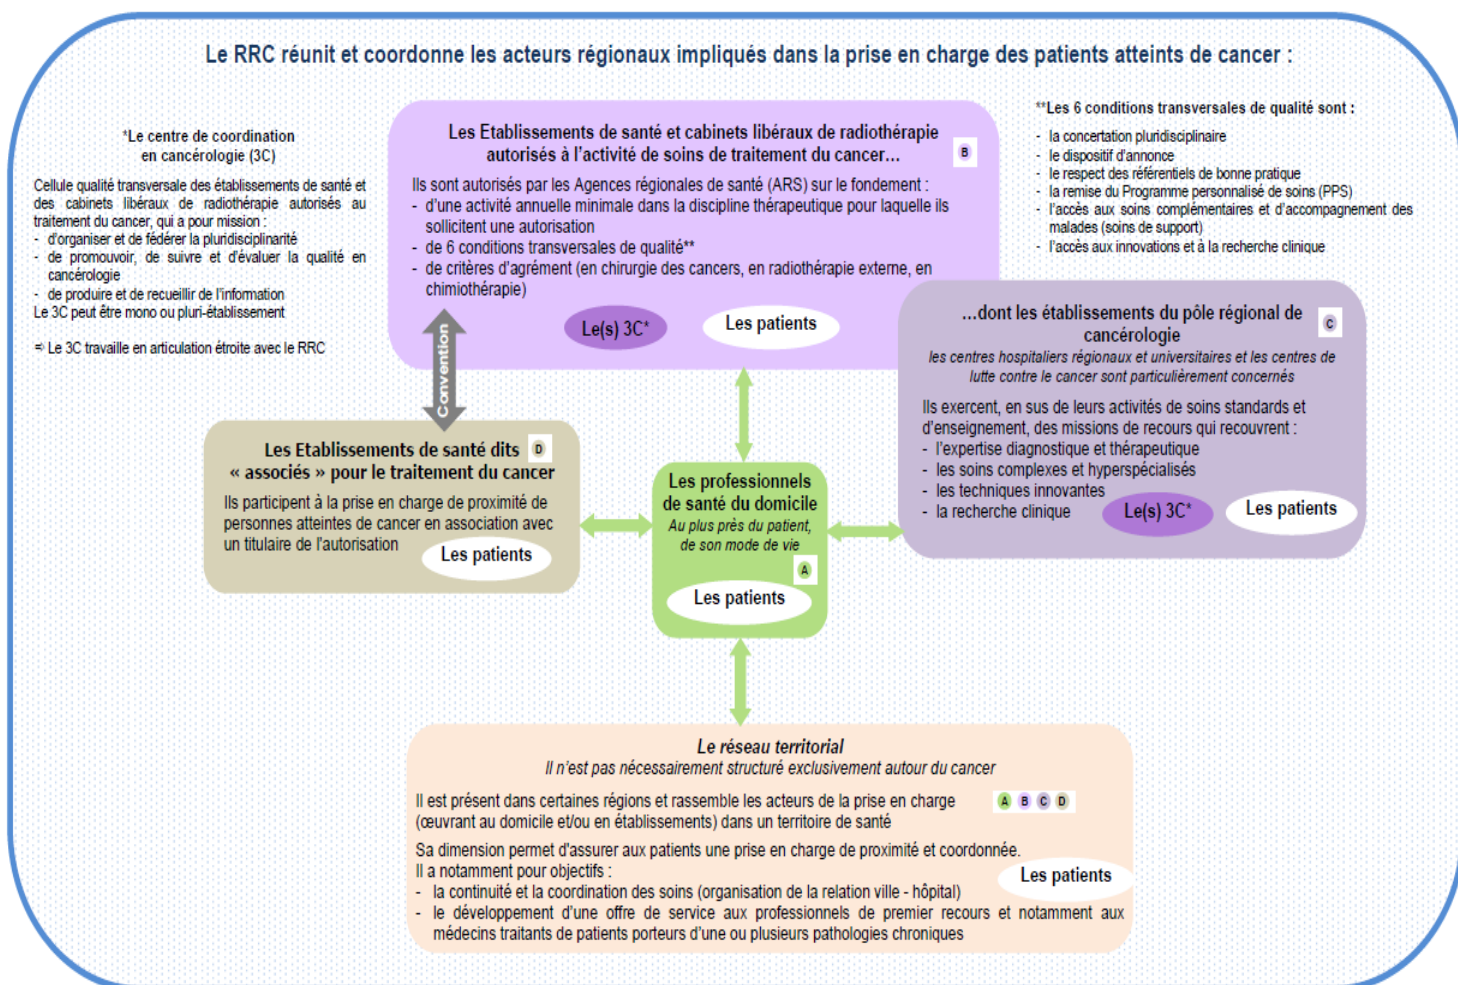 Le RRC réunit et coordonne les acteurs régionaux impliqués dans la prise en charge des patients atteints de cancer :
*Le centre de coordination
en cancérologie (3C)
Cellule qualité transversale des établissements de santé et
des cabinets libéraux de radiothérapie autorisés au
traitement du cancer, qui a pour mission :
- d'organiser et de fédérer la pluridisciplinarité
- de promouvoir, de suivre et d'évaluer la qualité en
cancérologie
- de produire et de recueillir de l'information
Le 3C peut être mono ou pluri-établissement
⇨ Le 3C travaille en articulation étroite avec le RRC
Les Etablissements de santé et cabinets libéraux de radiothérapie
autorisés à l'activité de soins de traitement du cancer…
B
Ils sont autorisés par les Agences régionales de santé (ARS) sur le fondement :
- d'une activité annuelle minimale dans la discipline thérapeutique pour laquelle ils
sollicitent une autorisation
- de 6 conditions transversales de qualité**
- de critères d'agrément (en chirurgie des cancers, en radiothérapie externe, en
chimiothérapie)
Le(s) 3C*
Les patients
**Les 6 conditions transversales de qualité sont :
- la concertation pluridisciplinaire
- le dispositif d'annonce
- le respect des référentiels de bonne pratique
- la remise du Programme personnalisé de soins (PPS)
- l'accès aux soins complémentaires et d'accompagnement des
malades (soins de support)
- l'accès aux innovations et à la recherche clinique
…dont les établissements du pôle régional de
cancérologie
C
les centres hospitaliers régionaux et universitaires et les centres de
lutte contre le cancer sont particulièrement concernés
Ils exercent, en sus de leurs activités de soins standards et
d'enseignement, des missions de recours qui recouvrent :
- l'expertise diagnostique et thérapeutique
- les soins complexes et hyperspécialisés
- les techniques innovantes
- la recherche clinique
Le(s) 3C*
Les patients
Convention
Les Etablissements de santé dits
« associés » pour le traitement du cancer
D
Ils participent à la prise en charge de proximité de
personnes atteintes de cancer en association avec
un titulaire de l'autorisation
Les patients
Les professionnels
de santé du domicile
Au plus près du patient,
de son mode de vie
A
Les patients
Le réseau territorial
Il n'est pas nécessairement structuré exclusivement autour du cancer
Il est présent dans certaines régions et rassemble les acteurs de la prise en charge
(œuvrant au domicile et/ou en établissements) dans un territoire de santé
A B C D
Sa dimension permet d'assurer aux patients une prise en charge de proximité et coordonnée.
Il a notamment pour objectifs :
- la continuité et la coordination des soins (organisation de la relation ville - hôpital)
- le développement d'une offre de service aux professionnels de premier recours et notamment aux
médecins traitants de patients porteurs d'une ou plusieurs pathologies chroniques
Les patients